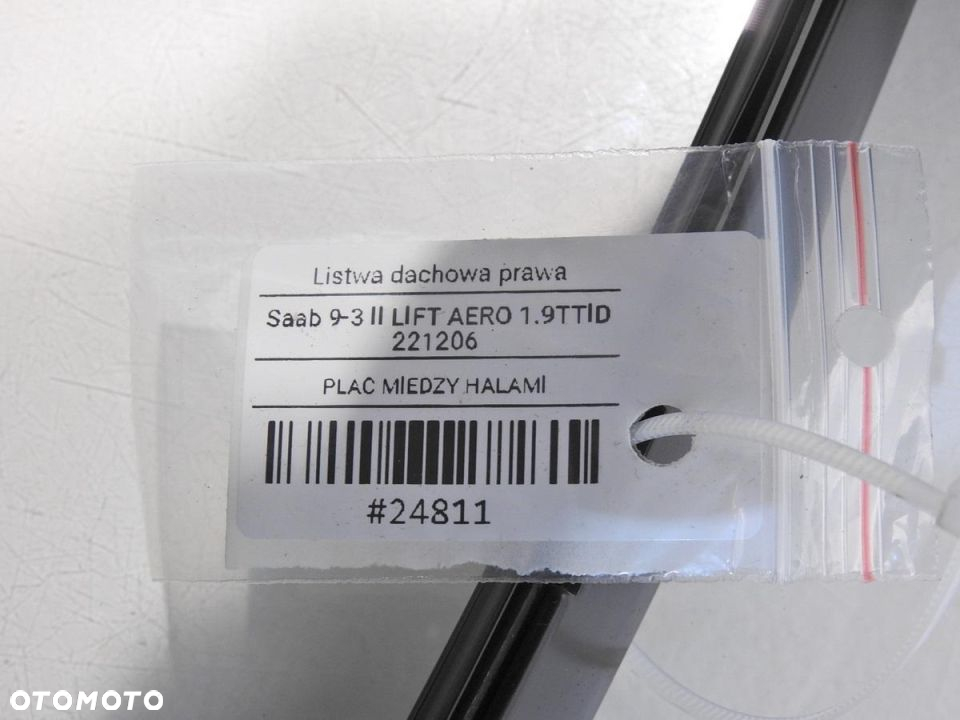 Listwa dachowa prawa
Saab 9-3 II LIFT AERO 1.9TTID
221206
PLAC MIEDZY HALAMI
#24811
OTOMOTO